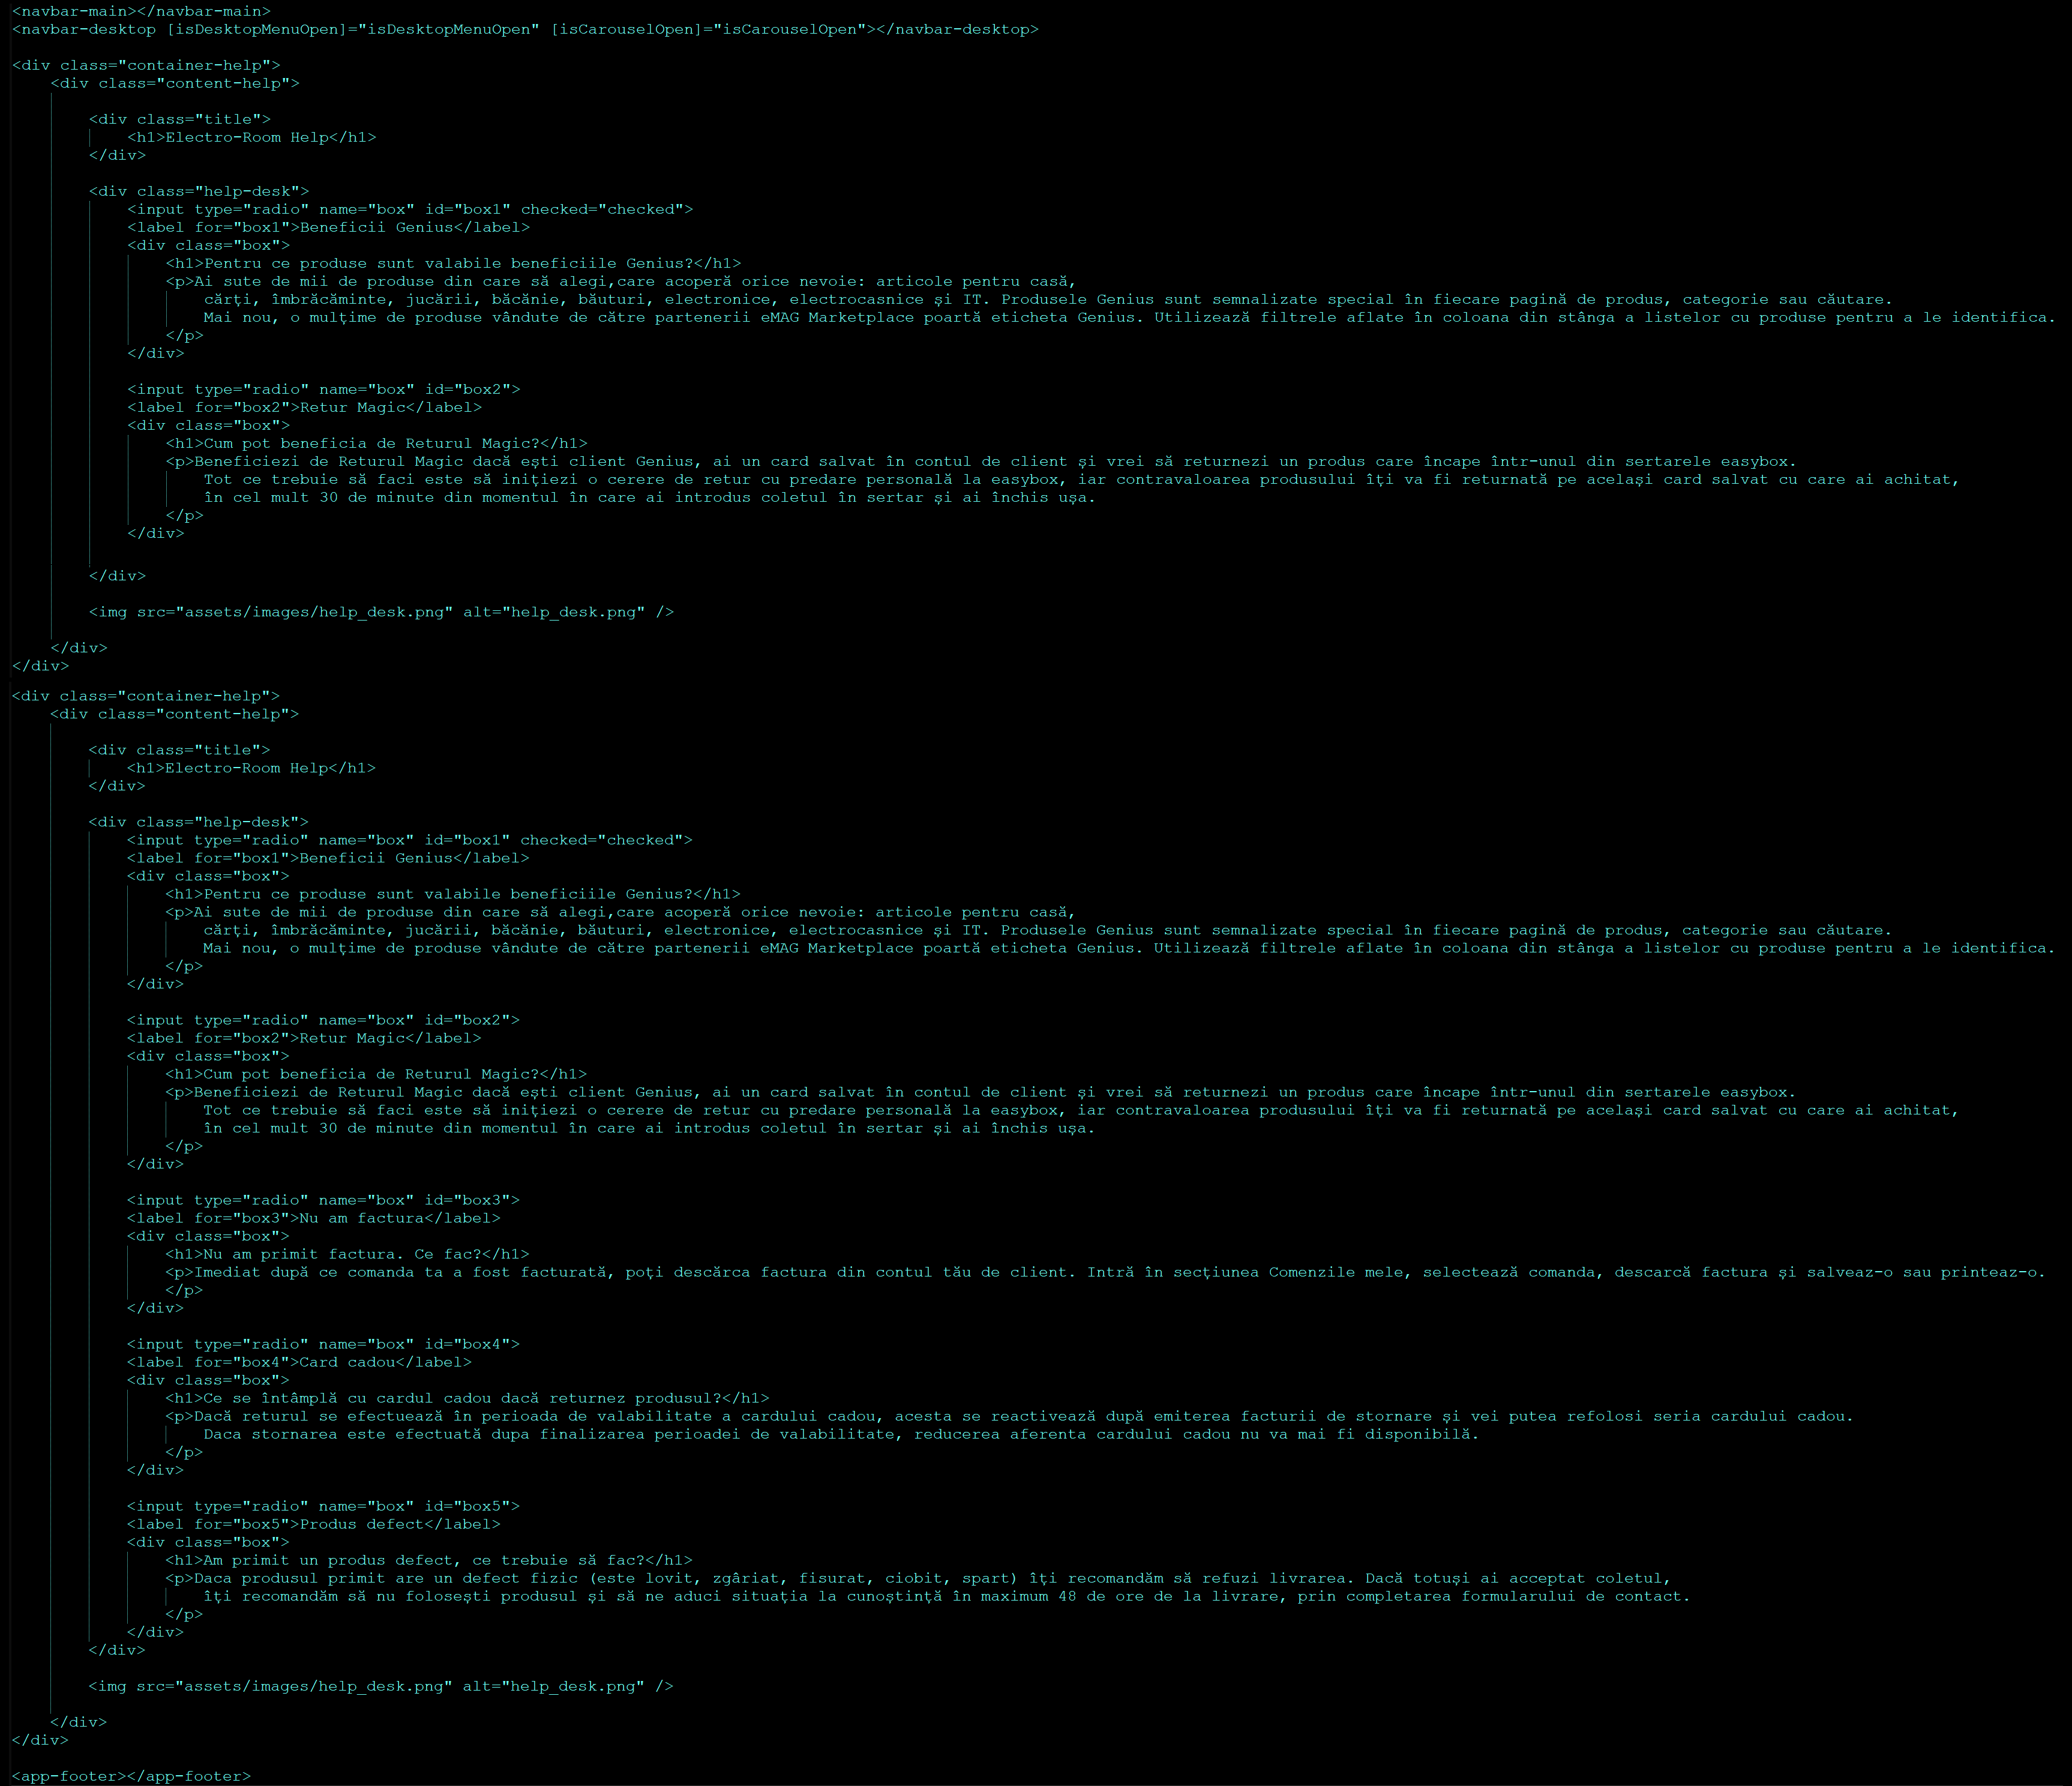 <navbar-main></navbar-main>
<navbar-desktop [isDesktopMenuOpen]="isDesktopMenuOpen" [isCarouselOpen]="isCarouselOpen"></navbar-desktop>
<div class="container-help">
<div class="content-help">
<div class="title">
<h1>Electro-Room Help</h1>
</div>
<div class="help-desk">
<input type="radio" name="box" id="box1" checked="checked">
<label for="box1">Beneficii Genius</label>
<div class="box">
<h1>Pentru ce produse sunt valabile beneficiile Genius?</h1>
<p>Ai sute de mii de produse din care să alegi,care acoperă orice nevoie: articole pentru casă,
cărți, îmbrăcăminte, jucării, băcănie, băuturi, electronice, electrocasnice și IT. Produsele Genius sunt semnalizate special în fiecare pagină de produs, categorie sau căutare.
Mai nou, o mulțime de produse vândute de către partenerii eMAG Marketplace poartă eticheta Genius. Utilizează filtrele aflate în coloana din stânga a listelor cu produse pentru a le identifica.
</p>
</div>
<input type="radio" name="box" id="box2">
<label for="box2">Retur Magic</label>
<div class="box">
<h1>Cum pot beneficia de Returul Magic?</h1>
<p>Beneficiezi de Returul Magic dacă ești client Genius, ai un card salvat în contul de client și vrei să returnezi un produs care încape într-unul din sertarele easybox.
Tot ce trebuie să faci este să inițiezi o cerere de retur cu predare personală la easybox, iar contravaloarea produsului îți va fi returnată pe același card salvat cu care ai achitat,
în cel mult 30 de minute din momentul în care ai introdus coletul în sertar și ai închis ușa.
</p>
</div>
</div>
<img src="assets/images/help_desk.png" alt="help_desk.png" />
</div>
</div>
<div class="container-help">
<div class="content-help">
<div class="title">
<h1>Electro-Room Help</h1>
</div>
<div class="help-desk">
<input type="radio" name="box" id="box1" checked="checked">
<label for="box1">Beneficii Genius</label>
<div class="box">
<h1>Pentru ce produse sunt valabile beneficiile Genius?</h1>
<p>Ai sute de mii de produse din care să alegi,care acoperă orice nevoie: articole pentru casă,
cărți, îmbrăcăminte, jucării, băcănie, băuturi, electronice, electrocasnice și IT. Produsele Genius sunt semnalizate special în fiecare pagină de produs, categorie sau căutare.
Mai nou, o mulțime de produse vândute de către partenerii eMAG Marketplace poartă eticheta Genius. Utilizează filtrele aflate în coloana din stânga a listelor cu produse pentru a le identifica.
</p>
</div>
<input type="radio" name="box" id="box2">
<label for="box2">Retur Magic</label>
<div class="box">
<h1>Cum pot beneficia de Returul Magic?</h1>
<p>Beneficiezi de Returul Magic dacă ești client Genius, ai un card salvat în contul de client și vrei să returnezi un produs care încape într-unul din sertarele easybox.
Tot ce trebuie să faci este să inițiezi o cerere de retur cu predare personală la easybox, iar contravaloarea produsului îți va fi returnată pe același card salvat cu care ai achitat,
în cel mult 30 de minute din momentul în care ai introdus coletul în sertar și ai închis ușa.
</p>
</div>
<input type="radio" name="box" id="box3">
<label for="box3">Nu am factura</label>
<div class="box">
<h1>Nu am primit factura. Ce fac?</h1>
<p>Imediat după ce comanda ta a fost facturată, poți descărca factura din contul tău de client. Intră în secțiunea Comenzile mele, selectează comanda, descarcă factura și salveaz-o sau printeaz-o.
</p>
</div>
<input type="radio" name="box" id="box4">
<label for="box4">Card cadou</label>
<div class="box">
<h1>Ce se întâmplă cu cardul cadou dacă returnez produsul?</h1>
<p>Dacă returul se efectuează în perioada de valabilitate a cardului cadou, acesta se reactivează după emiterea facturii de stornare și vei putea refolosi seria cardului cadou.
Daca stornarea este efectuată dupa finalizarea perioadei de valabilitate, reducerea aferenta cardului cadou nu va mai fi disponibilă.
</p>
</div>
<input type="radio" name="box" id="box5">
<label for="box5">Produs defect</label>
<div class="box">
<h1>Am primit un produs defect, ce trebuie să fac?</h1>
<p>Daca produsul primit are un defect fizic (este lovit, zgâriat, fisurat, ciobit, spart) îți recomandăm să refuzi livrarea. Dacă totuși ai acceptat coletul,
îți recomandăm să nu folosești produsul și să ne aduci situația la cunoștință în maximum 48 de ore de la livrare, prin completarea formularului de contact.
</p>
</div>
</div>
<img src="assets/images/help_desk.png" alt="help_desk.png" />
</div>
</div>
<app-footer></app-footer>